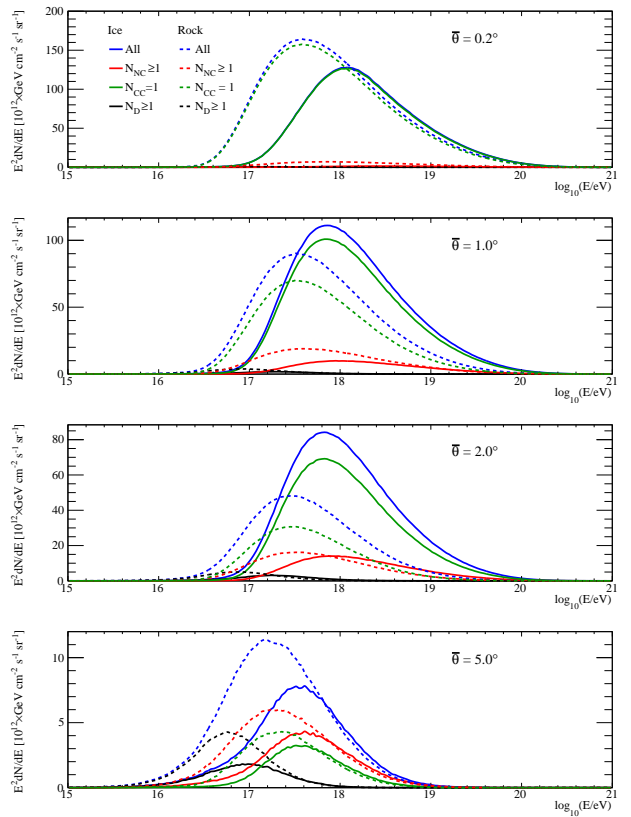 E²dN/dE [10¹²×GeV cm⁻² s⁻¹ sr⁻¹]
200
150
100
50
0
Ice Rock
All All
N_NC ≥1 N_NC ≥ 1
N_CC=1 N_CC = 1
N_D≥1 N_D ≥ 1
θ̅ = 0.2°
15 16 17 18 19 20 21
log₁₀(E/eV)
E²dN/dE [10¹²×GeV cm⁻² s⁻¹ sr⁻¹]
100
50
0
θ̅ = 1.0°
15 16 17 18 19 20 21
log₁₀(E/eV)
E²dN/dE [10¹²×GeV cm⁻² s⁻¹ sr⁻¹]
80
60
40
20
0
θ̅ = 2.0°
15 16 17 18 19 20 21
log₁₀(E/eV)
E²dN/dE [10¹²×GeV cm⁻² s⁻¹ sr⁻¹]
10
5
0
θ̅ = 5.0°
15 16 17 18 19 20 21
log₁₀(E/eV)